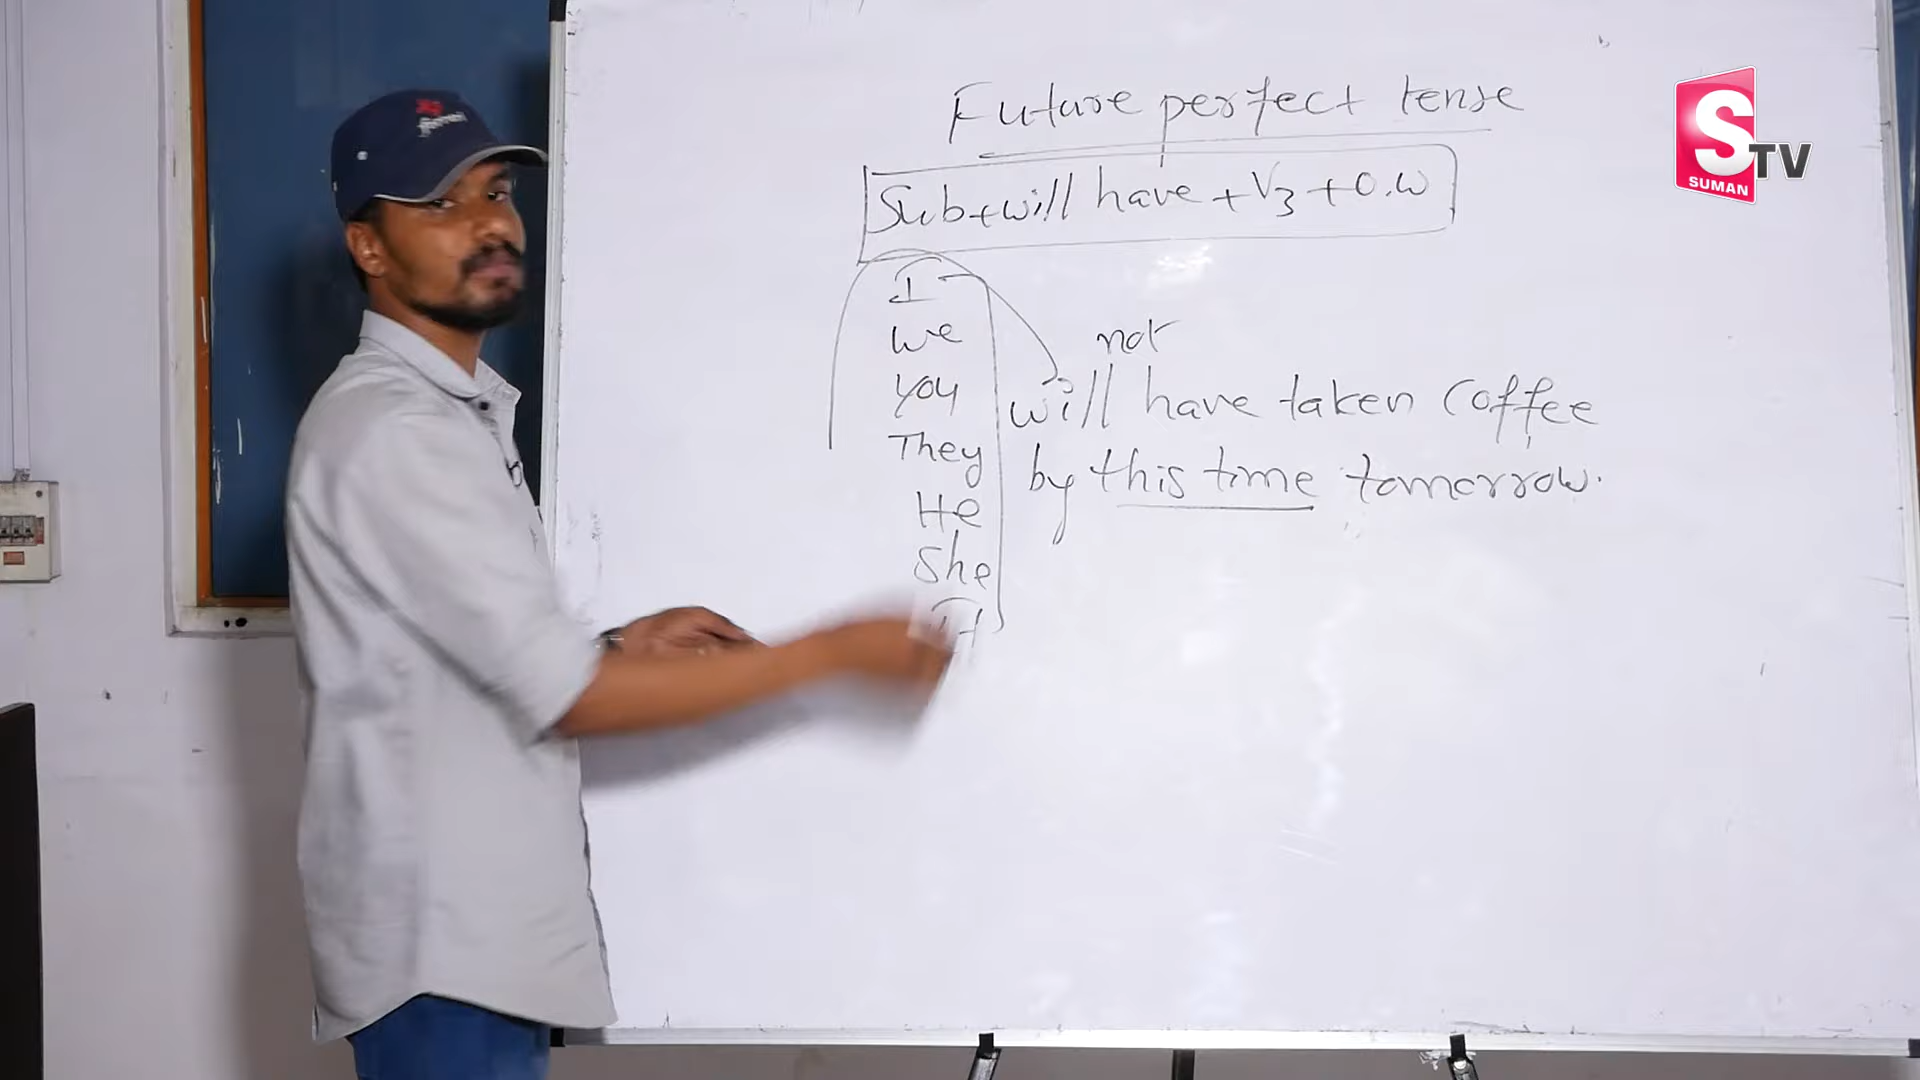 Future perfect tense
Sub+will have +V3 +O.W
I
We
You
They
He
She
It
not
will have taken coffee
by this time tomorrow.
S TV
SUMAN